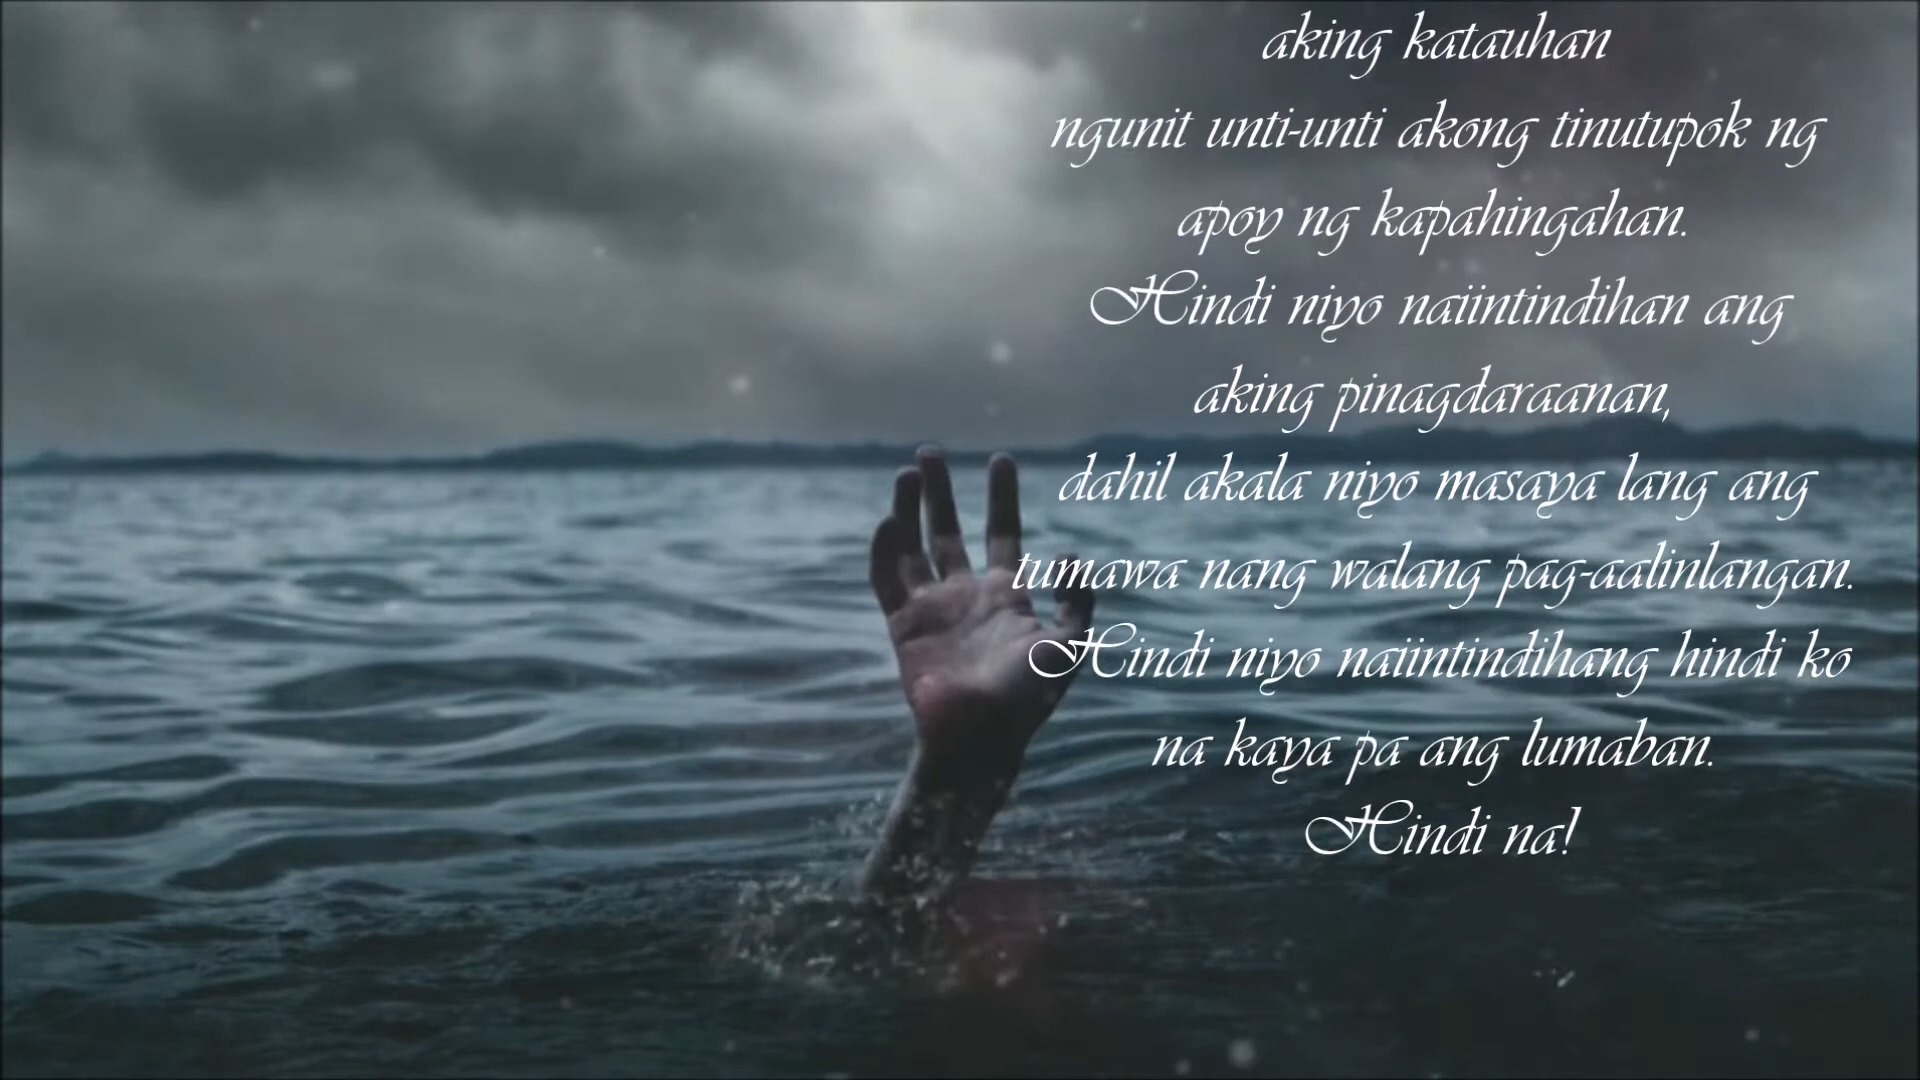 aking katauhan
ngunit unti-unti akong tinutupok ng
apoy ng kapahingahan.
Hindi niyo naiintindihan ang
aking pinagdaraanan,
dahil akala niyo masaya lang ang
tumawa nang walang pag-aalinlangan.
Hindi niyo naiintindihang hindi ko
na kaya pa ang lumaban.
Hindi na!